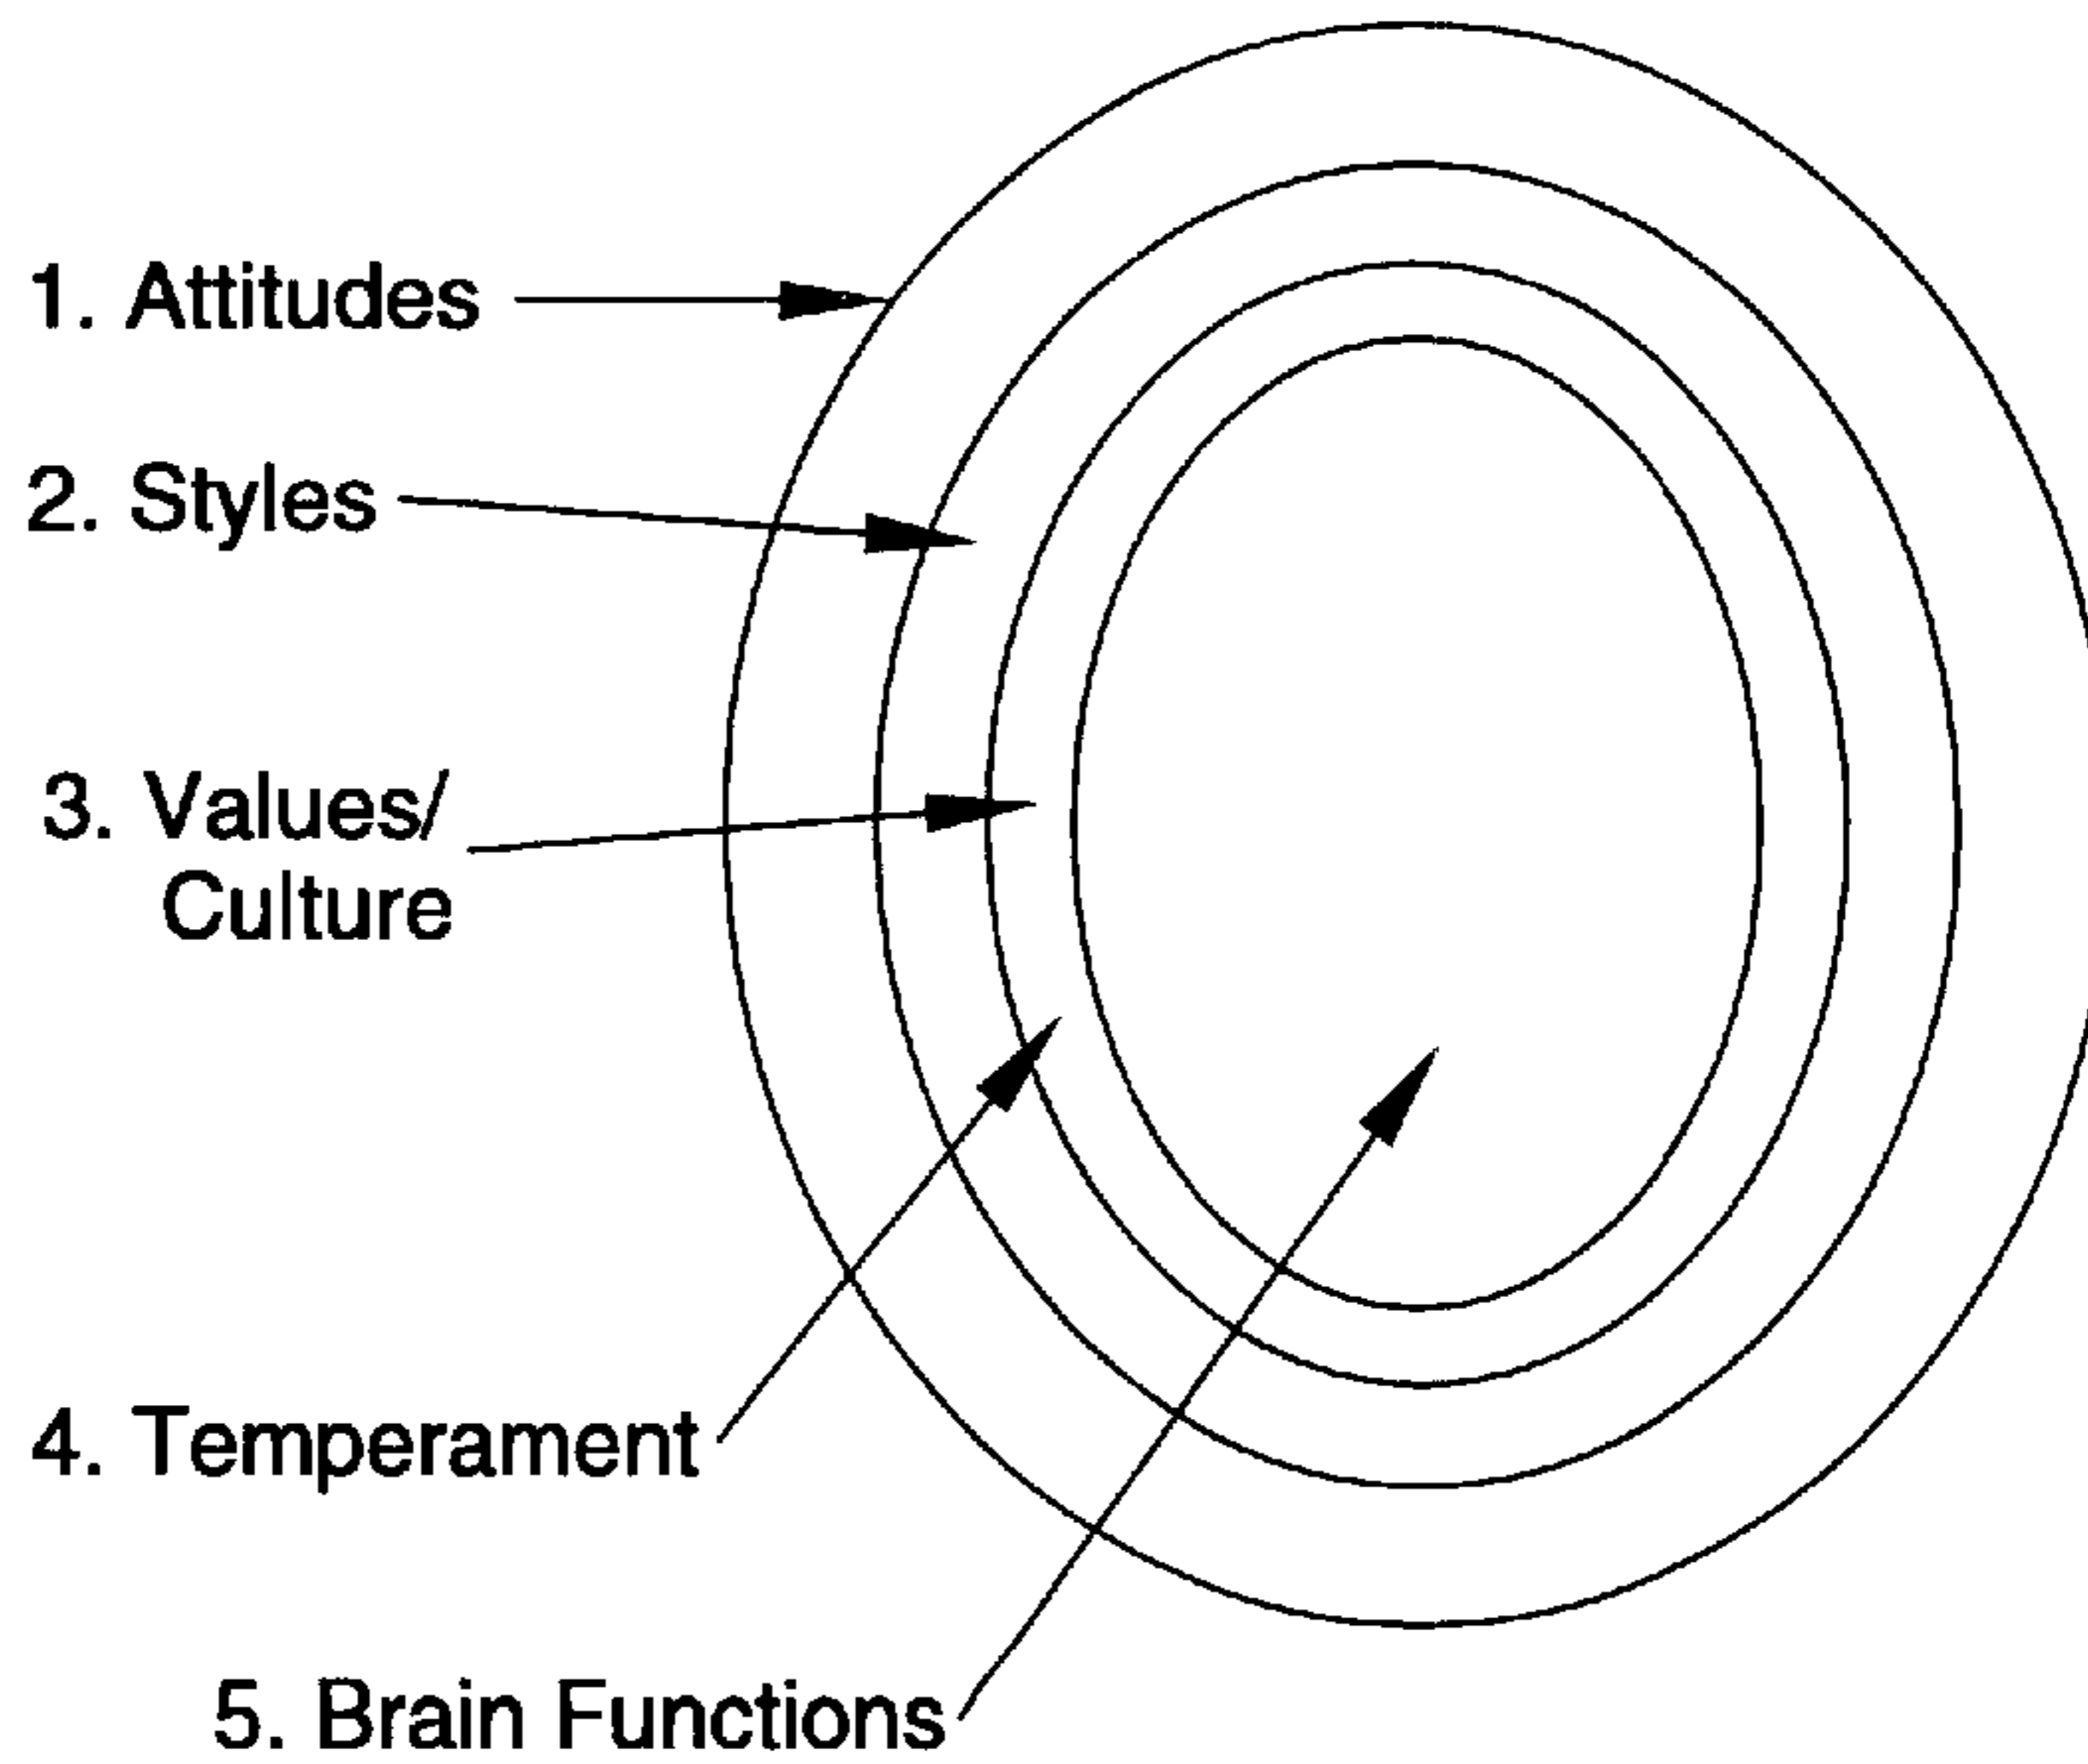 1. Attitudes
2. Styles
3. Values/
Culture
4. Temperament
5. Brain Functions